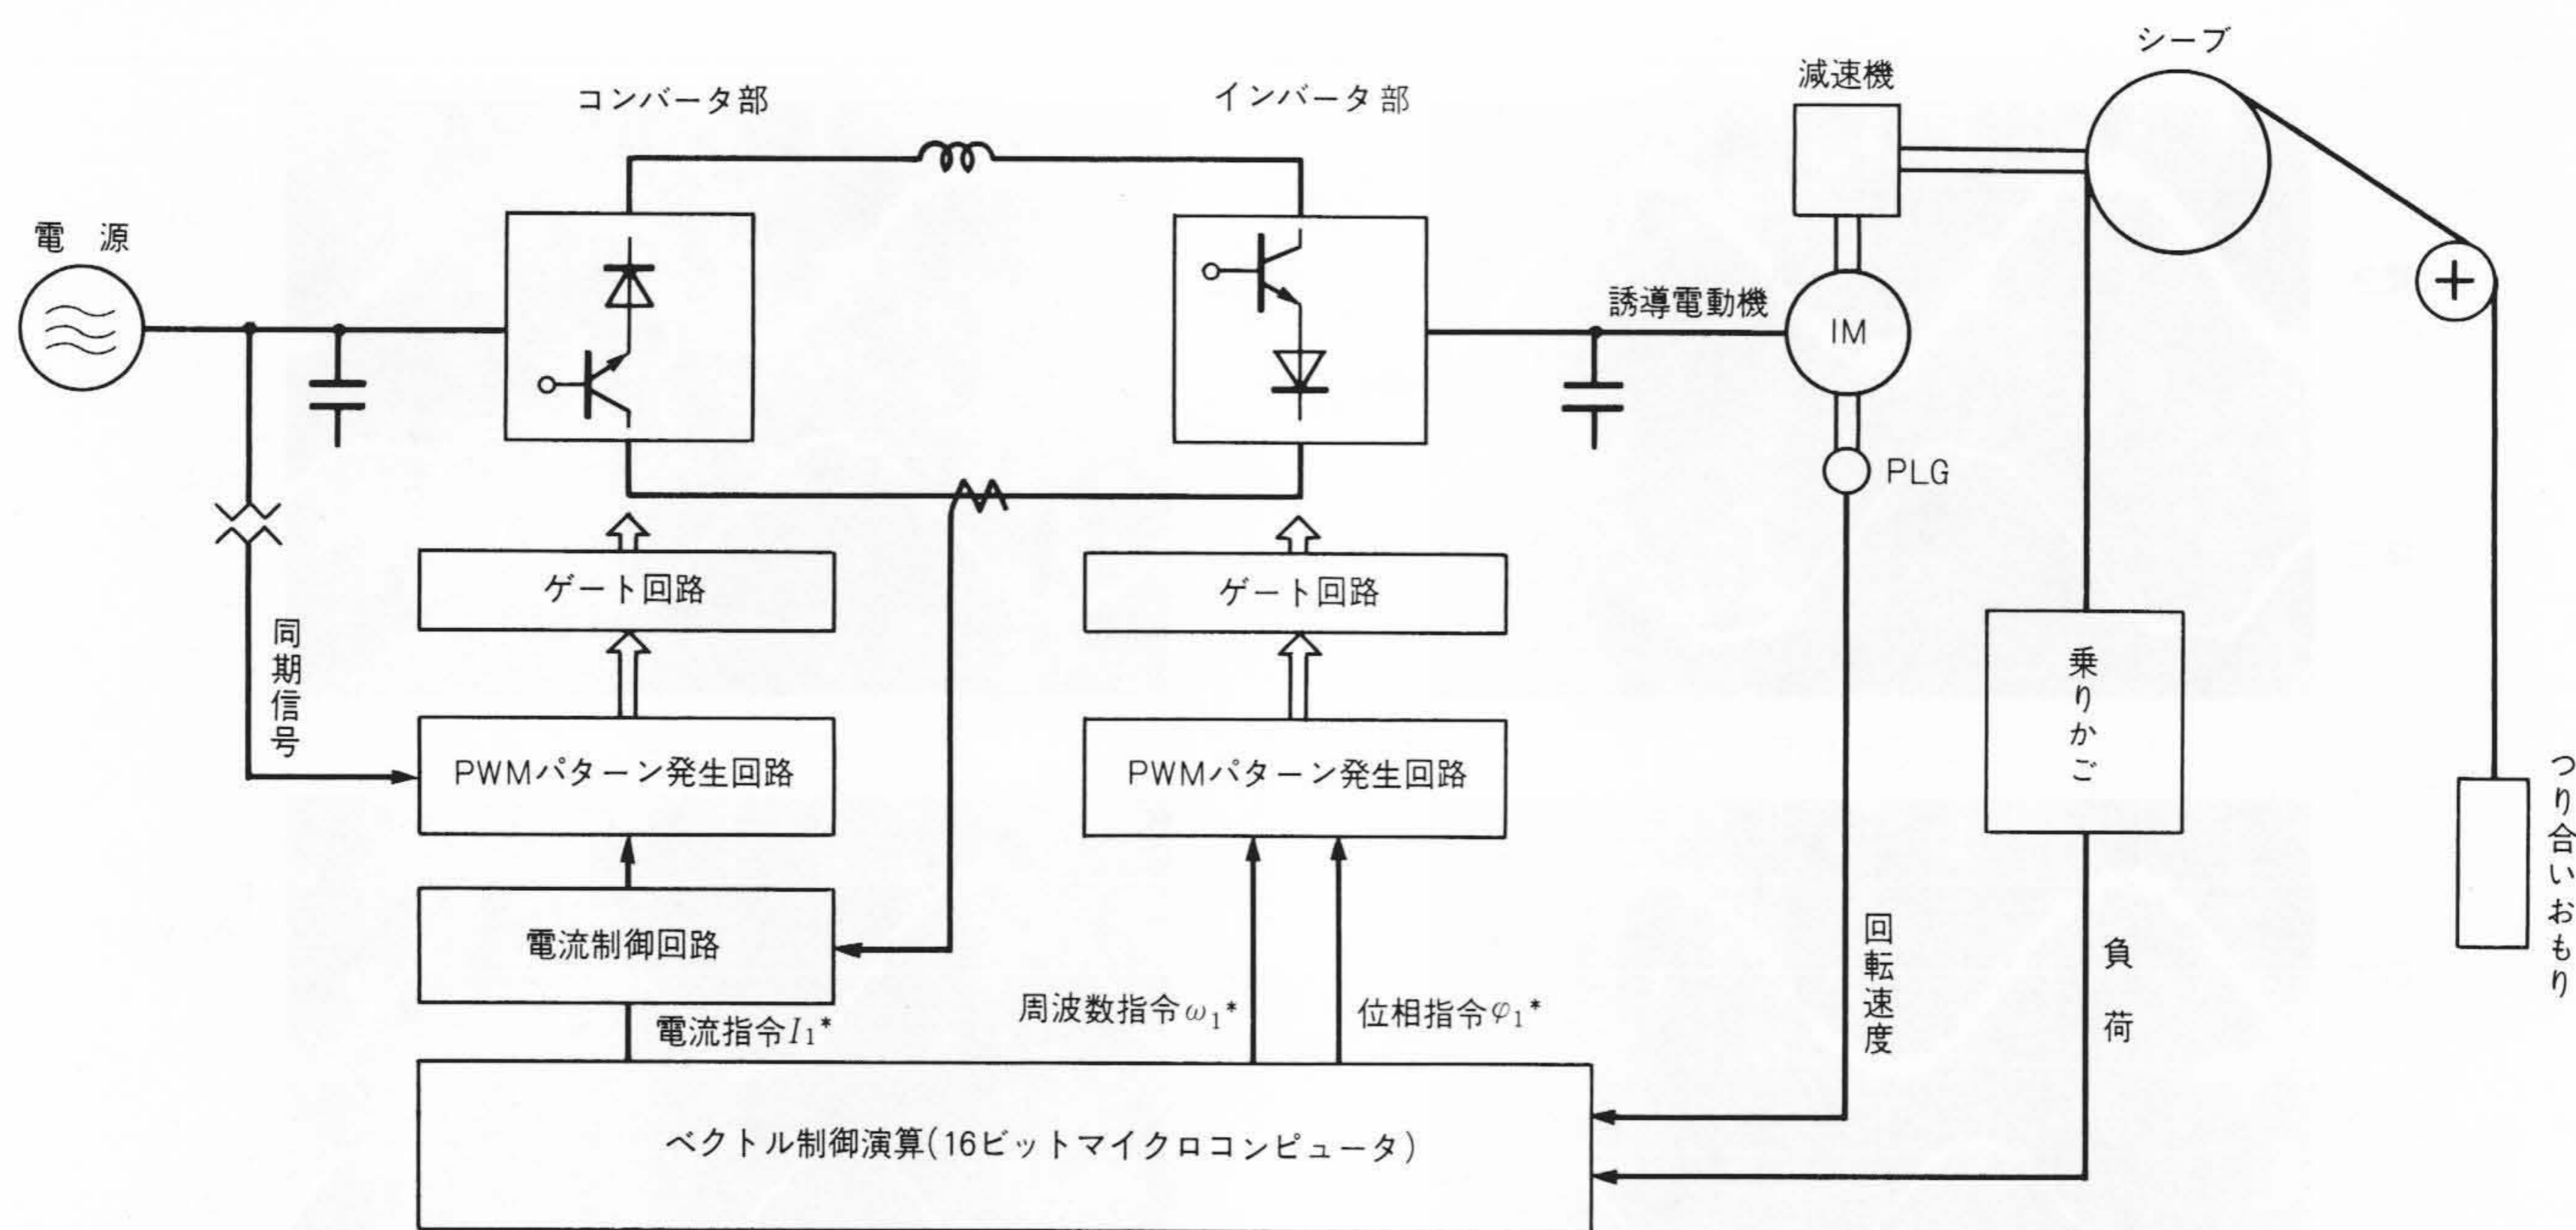 シーブ
減速機
コンバータ部
インバータ部
電 源
誘導電動機
IM
PLG
ゲート回路
ゲート回路
同期信号
乗りかご
PWMパターン発生回路
PWMパターン発生回路
つり合いおもり
電流制御回路
回転速度
負 荷
電流指令I₁*
周波数指令ω₁*
位相指令φ₁*
ベクトル制御演算(16ビットマイクロコンピュータ)